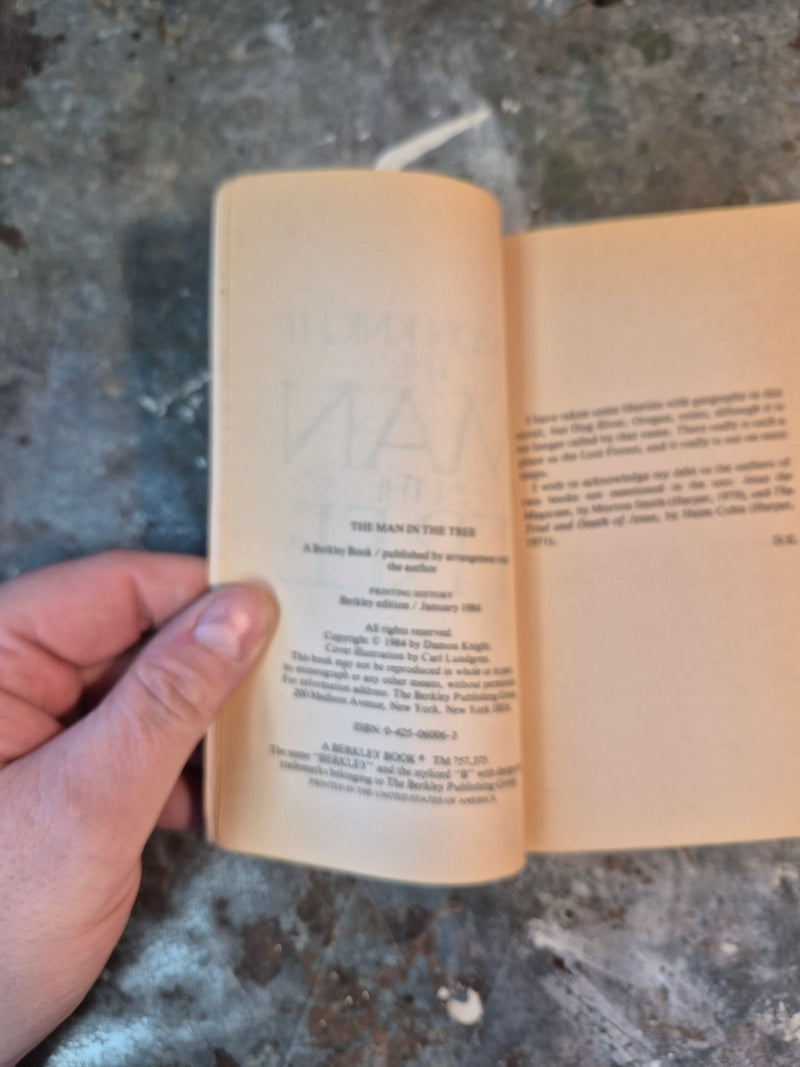 THE MAN IN THE TREE
A Berkley Book / published by arrangement with
the author
PRINTING HISTORY
Berkley edition / January 1984
All rights reserved.
Copyright © 1984 by Damon Knight.
Cover illustration by Carl Lundgren.
This book may not be reproduced in whole or in part,
by mimeograph or any other means, without permission.
For information address: The Berkley Publishing Group,
200 Madison Avenue, New York, New York
ISBN: 0-425-06006-3
A BERKLEY BOOK ® TM 757,375
The name "BERKLEY" and the stylized "B" with design
trademarks belonging to The Berkley Publishing Group
PRINTED IN THE UNITED STATES OF AMERICA
I have taken some liberties with geography in this
novel, but Dog River, Oregon, exists, although it is
no longer called by that name. There really is such a
place as the Lost Forest, and it really is on most
maps.
I wish to acknowledge my debt to the authors of
two books not mentioned in the text: Jesus the
Magician, by Morton Smith (Harper, 1978), and The
Trial and Death of Jesus, by Haim Cohn (Harper,
1971).
D.K.